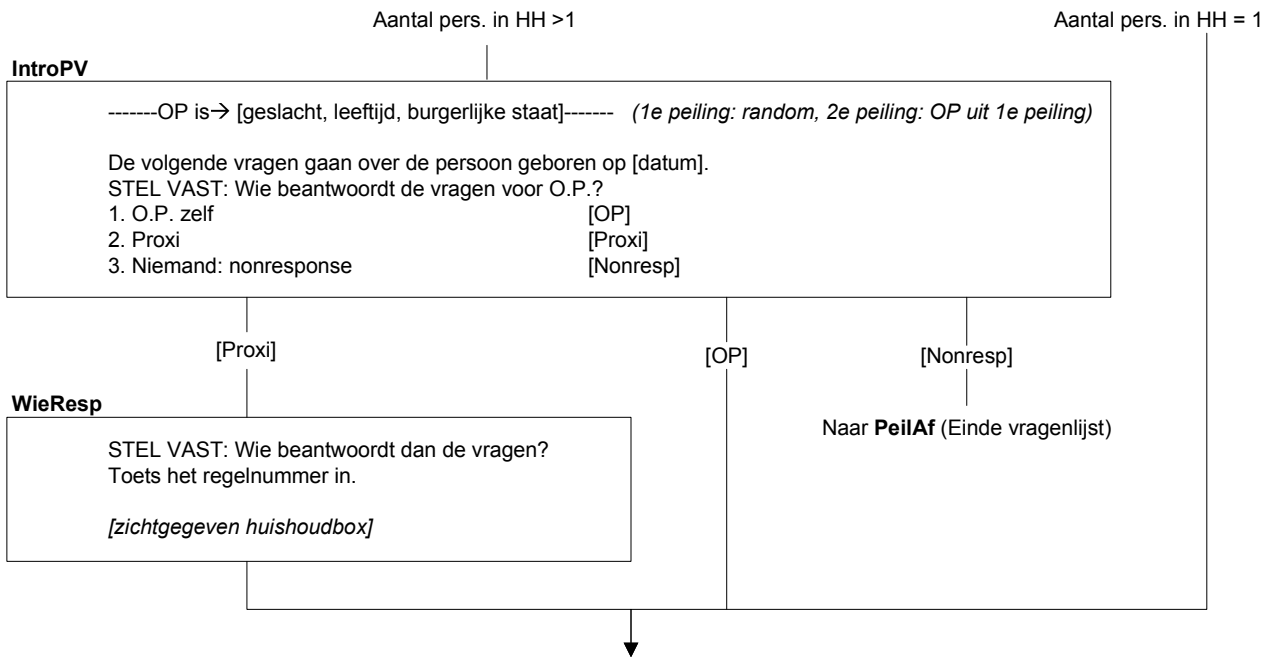 Aantal pers. in HH >1
Aantal pers. in HH = 1
IntroPV
-------OP is→ [geslacht, leeftijd, burgerlijke staat]------- (1e peiling: random, 2e peiling: OP uit 1e peiling)
De volgende vragen gaan over de persoon geboren op [datum].
STEL VAST: Wie beantwoordt de vragen voor O.P.?
1. O.P. zelf [OP]
2. Proxi [Proxi]
3. Niemand: nonresponse [Nonresp]
[Proxi]
[OP]
[Nonresp]
WieResp
STEL VAST: Wie beantwoordt dan de vragen?
Toets het regelnummer in.
[zichtgegeven huishoudbox]
Naar PeilAf (Einde vragenlijst)